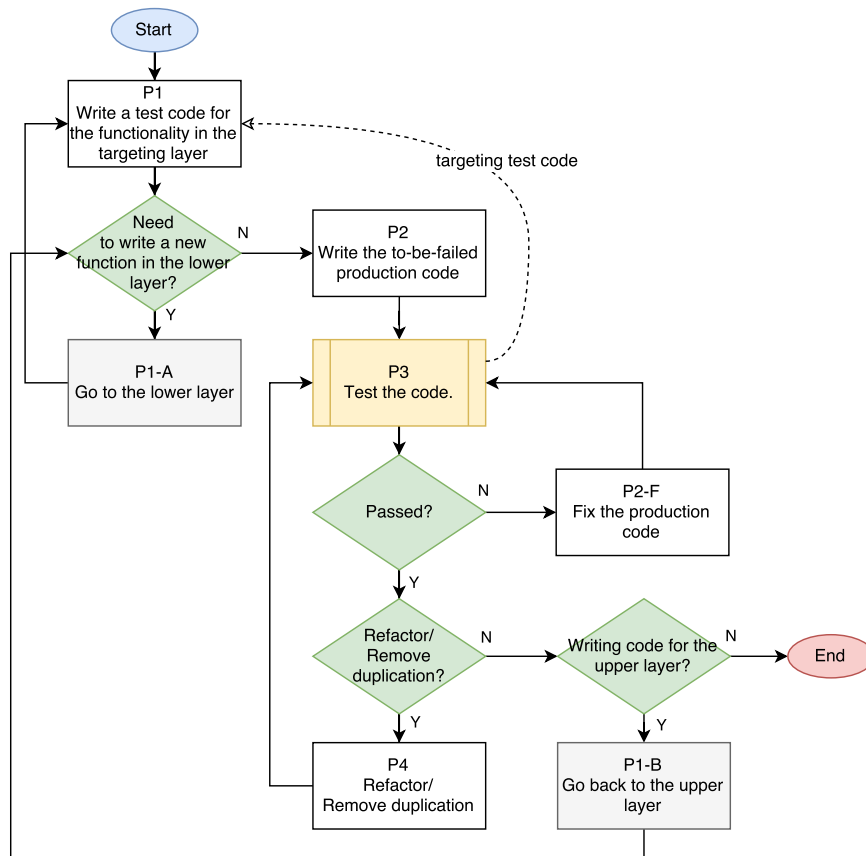 Start
P1
Write a test code for
the functionality in the
targeting layer
targeting test code
Need
to write a new
function in the lower
layer?
N
Y
P2
Write the to-be-failed
production code
P1-A
Go to the lower layer
P3
Test the code.
Passed?
N
Y
P2-F
Fix the production
code
Refactor/
Remove
duplication?
N
Y
Writing code for the
upper layer?
N
Y
End
P4
Refactor/
Remove duplication
P1-B
Go back to the upper
layer